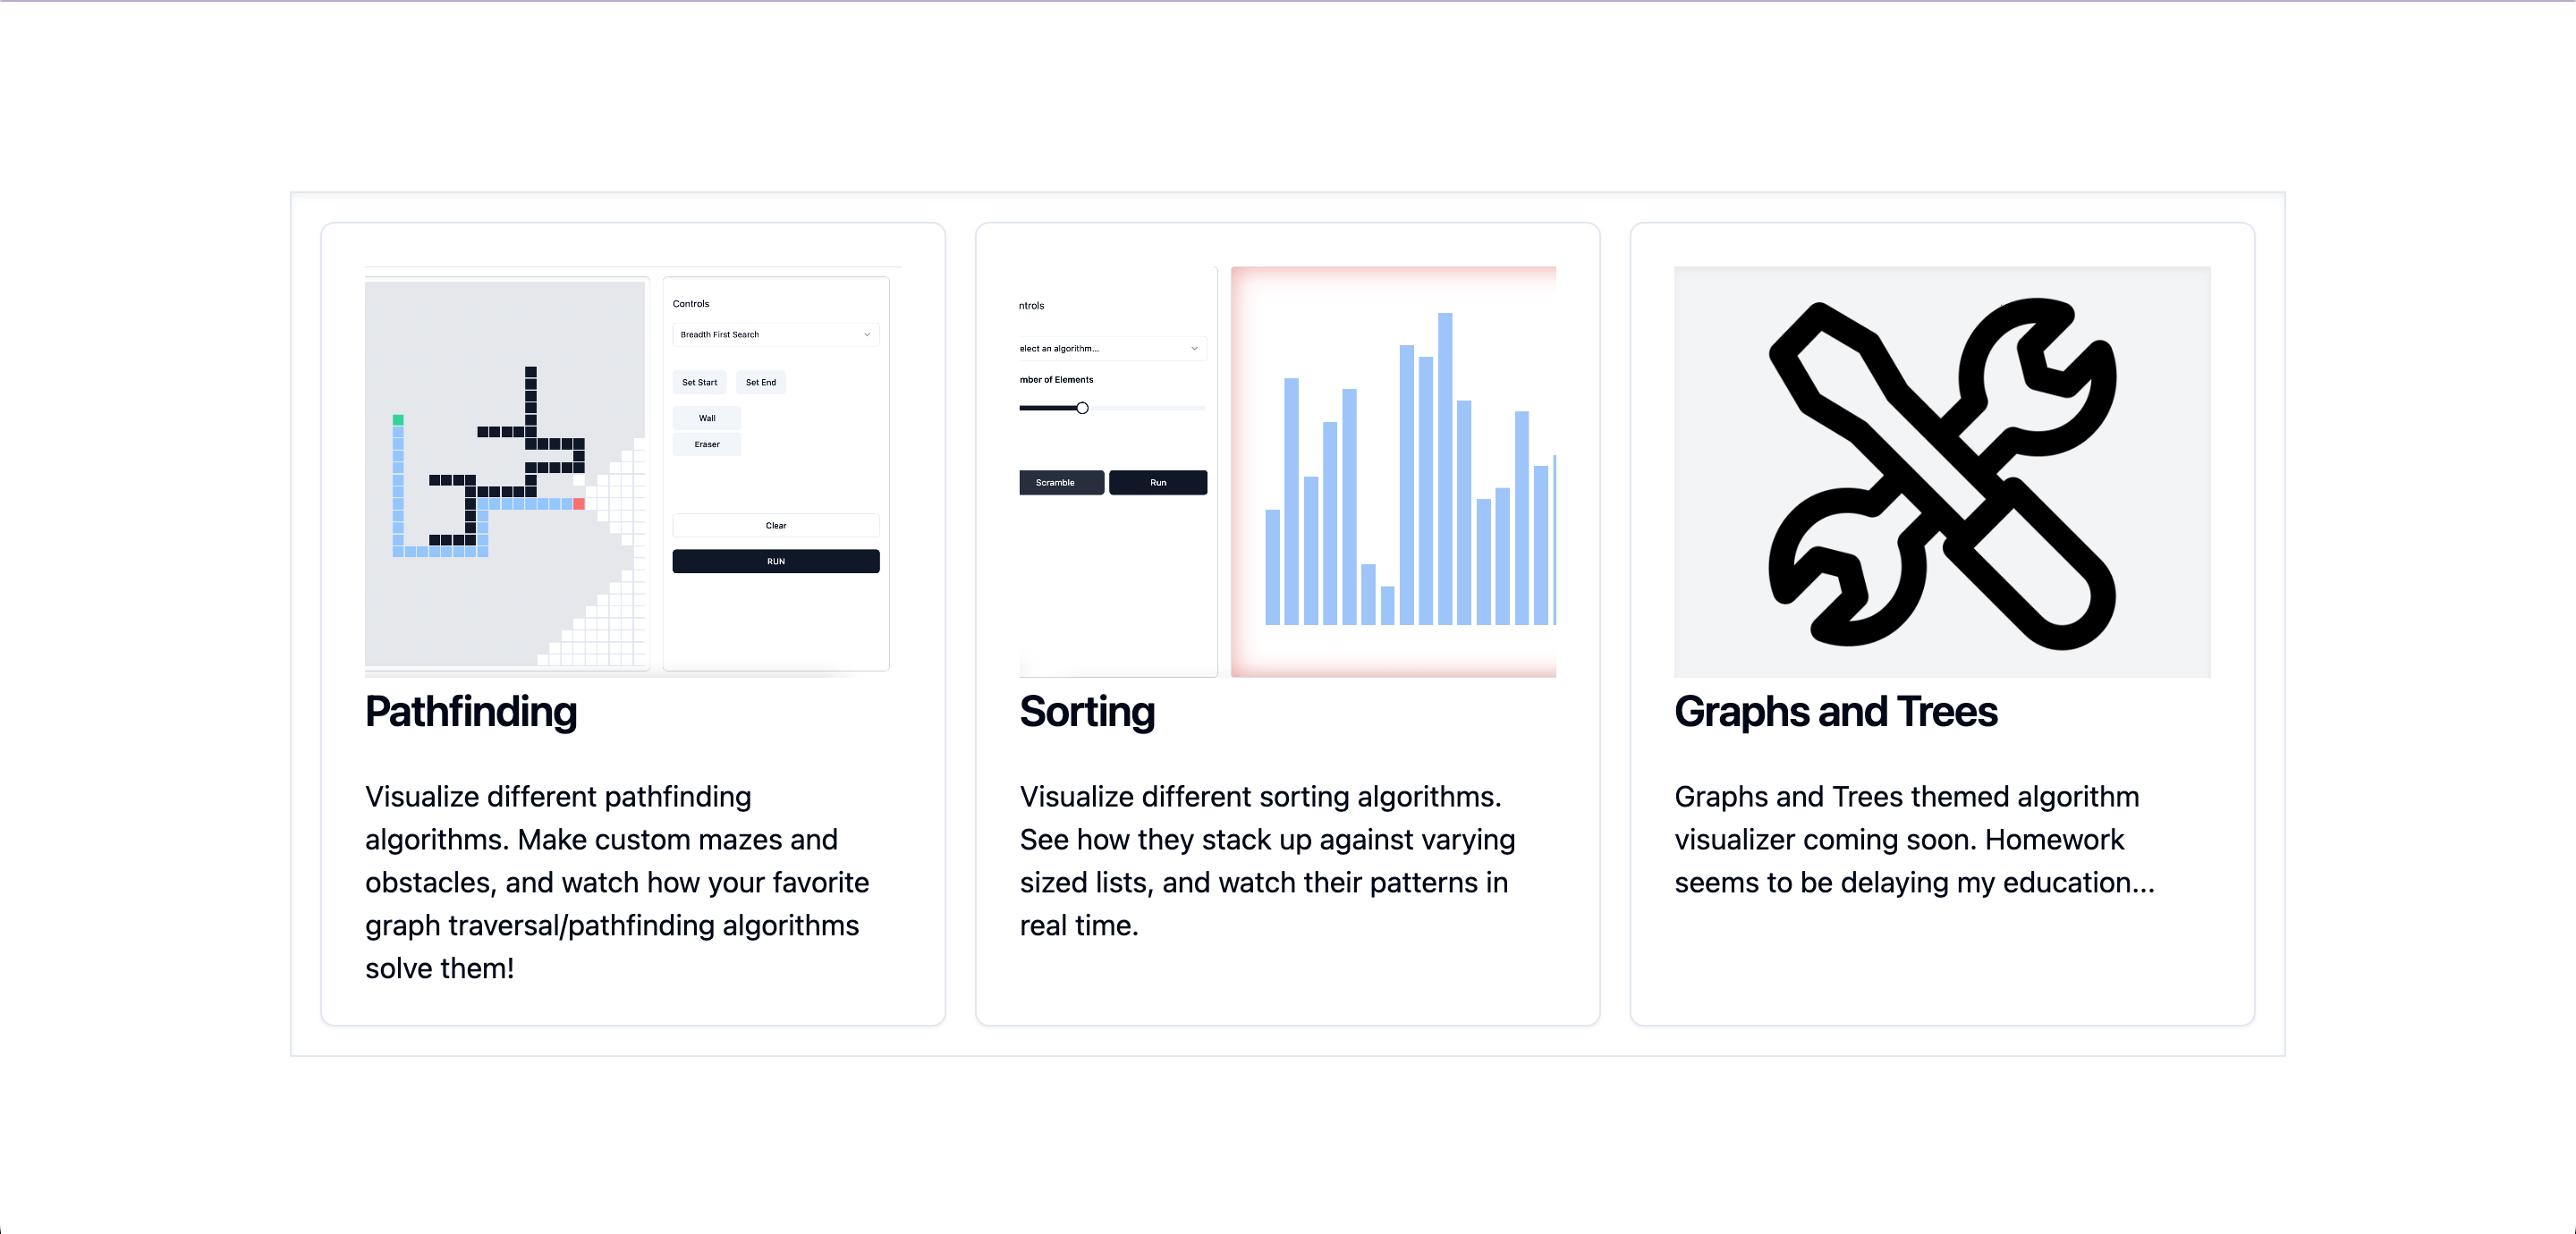 Controls
Breadth First Search
Set Start Set End
Wall
Eraser
Clear
RUN
Pathfinding
Visualize different pathfinding
algorithms. Make custom mazes and
obstacles, and watch how your favorite
graph traversal/pathfinding algorithms
solve them!
ntrols
elect an algorithm...
mber of Elements
Scramble Run
Sorting
Visualize different sorting algorithms.
See how they stack up against varying
sized lists, and watch their patterns in
real time.
Graphs and Trees
Graphs and Trees themed algorithm
visualizer coming soon. Homework
seems to be delaying my education...